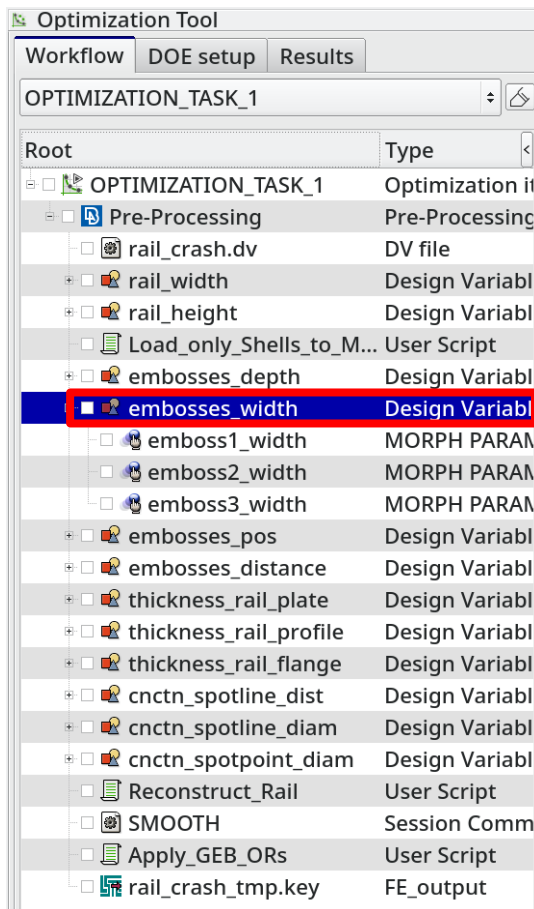 Optimization Tool
Workflow DOE setup Results
OPTIMIZATION_TASK_1
Root Type <
OPTIMIZATION_TASK_1 Optimization it
Pre-Processing Pre-Processing
rail_crash.dv DV file
rail_width Design Variabl
rail_height Design Variabl
Load_only_Shells_to_M... User Script
embosses_depth Design Variabl
embosses_width Design Variabl
emboss1_width MORPH PARAM
emboss2_width MORPH PARAM
emboss3_width MORPH PARAM
embosses_pos Design Variabl
embosses_distance Design Variabl
thickness_rail_plate Design Variabl
thickness_rail_profile Design Variabl
thickness_rail_flange Design Variabl
cnctn_spotline_dist Design Variabl
cnctn_spotline_diam Design Variabl
cnctn_spotpoint_diam Design Variabl
Reconstruct_Rail User Script
SMOOTH Session Comm
Apply_GEB_ORs User Script
rail_crash_tmp.key FE_output